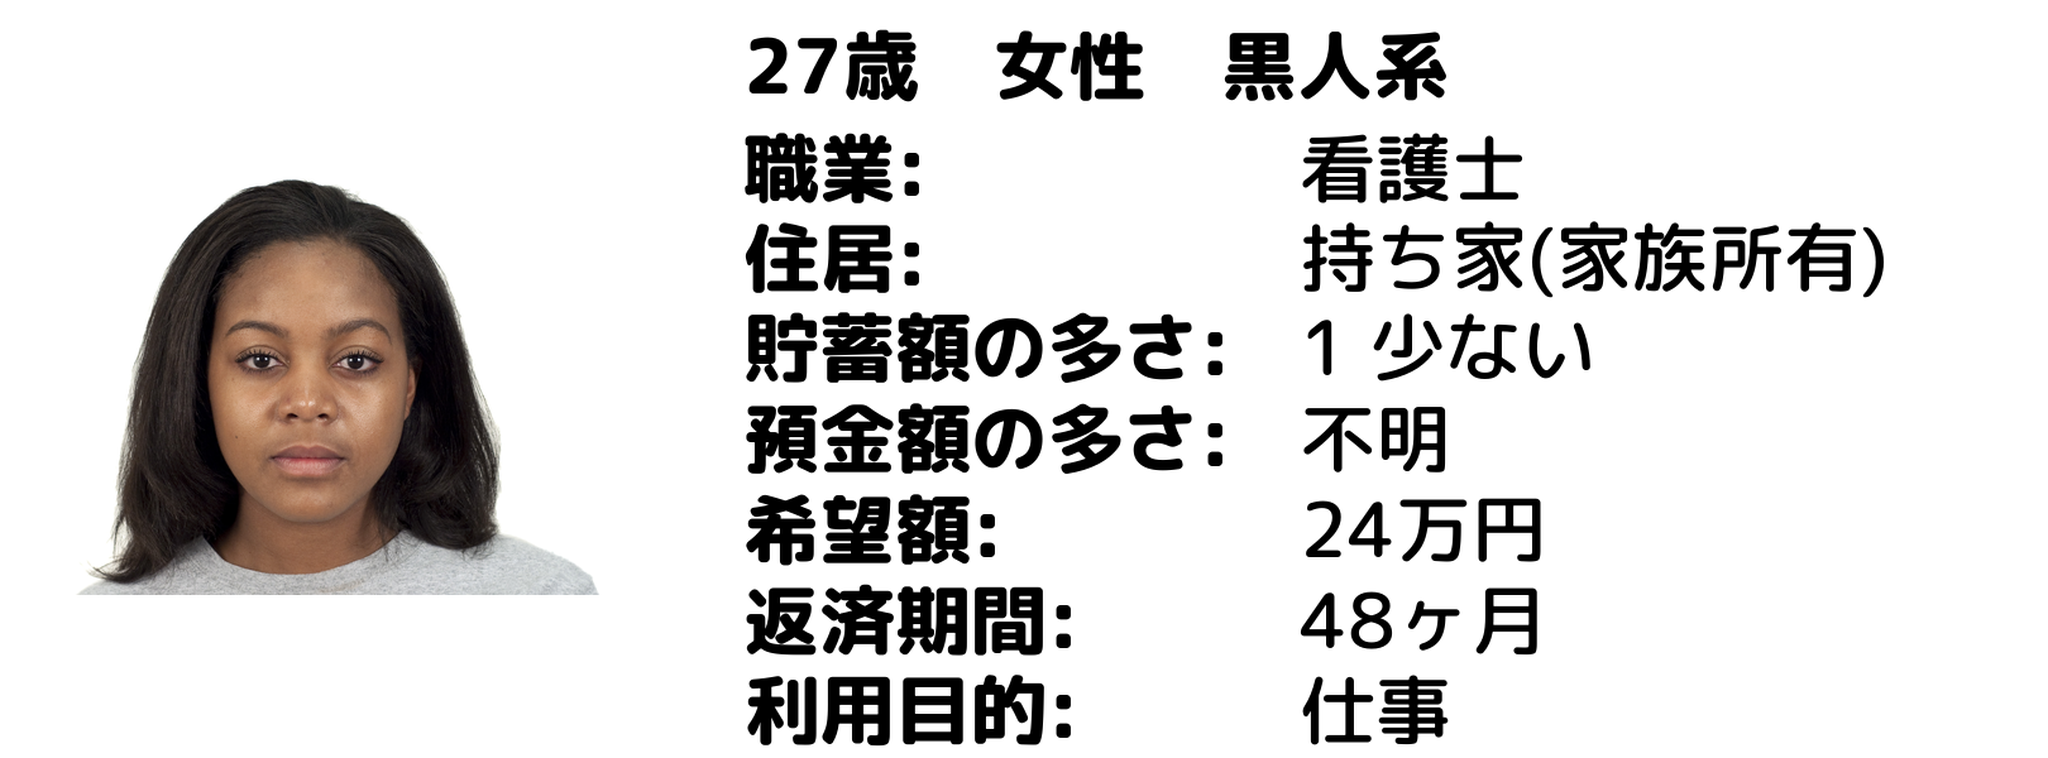 27歳　女性　黒人系
職業: 看護士
住居: 持ち家(家族所有)
貯蓄額の多さ: 1 少ない
預金額の多さ: 不明
希望額: 24万円
返済期間: 48ヶ月
利用目的: 仕事